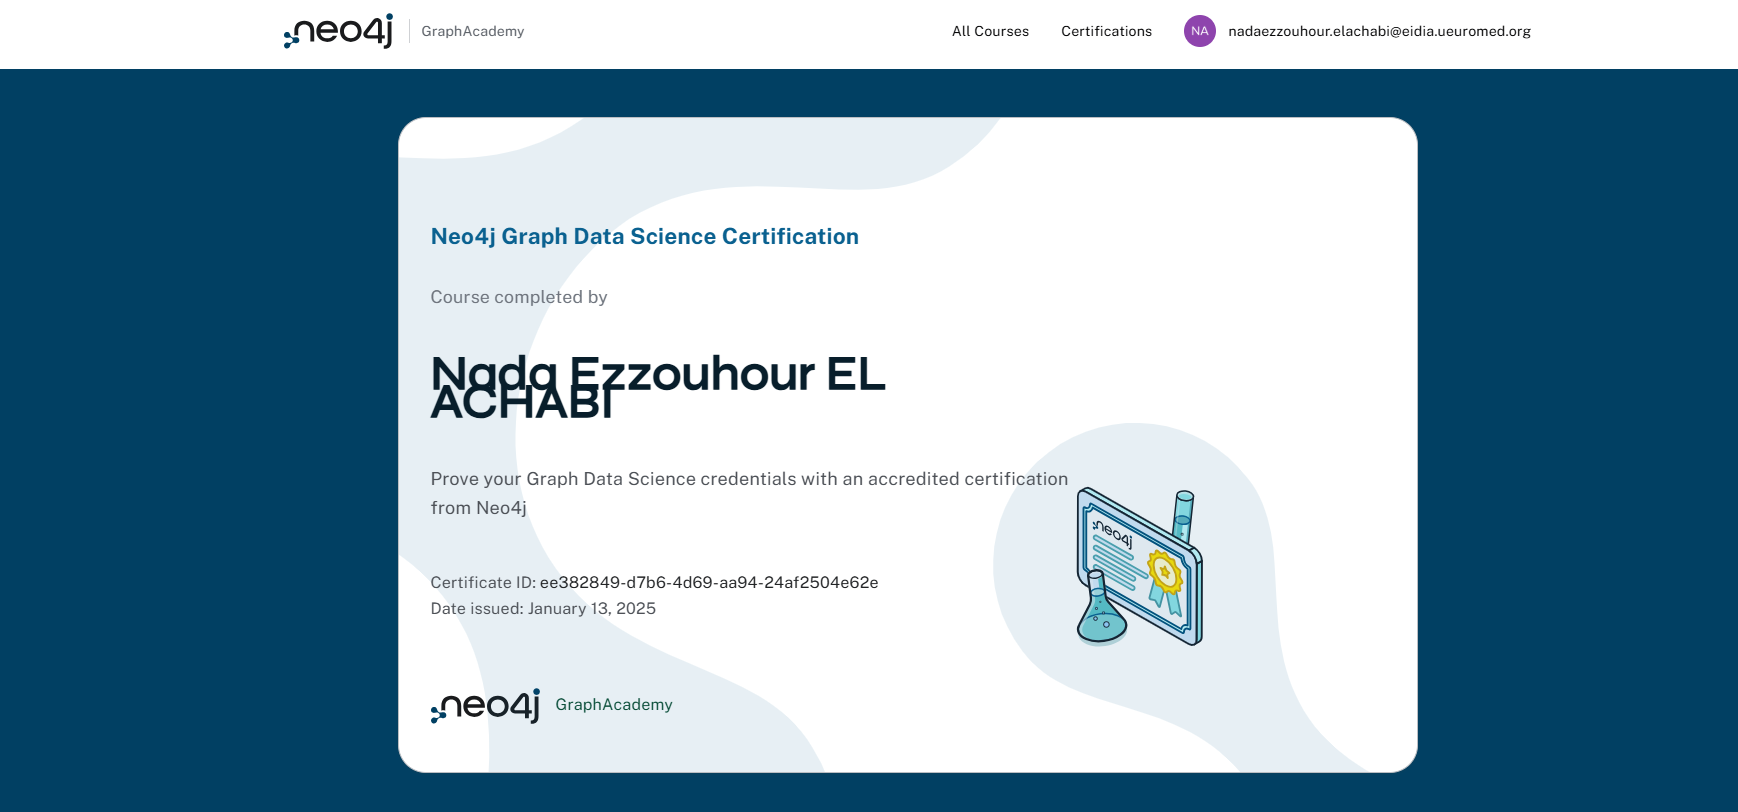 neo4j GraphAcademy All Courses Certifications NA nadaezzouhour.elachabi@eidia.ueuromed.org
Neo4j Graph Data Science Certification
Course completed by
Nada Ezzouhour EL
ACHABI
Prove your Graph Data Science credentials with an accredited certification
from Neo4j
neo4j
Certificate ID: ee382849-d7b6-4d69-aa94-24af2504e62e
Date issued: January 13, 2025
neo4j GraphAcademy